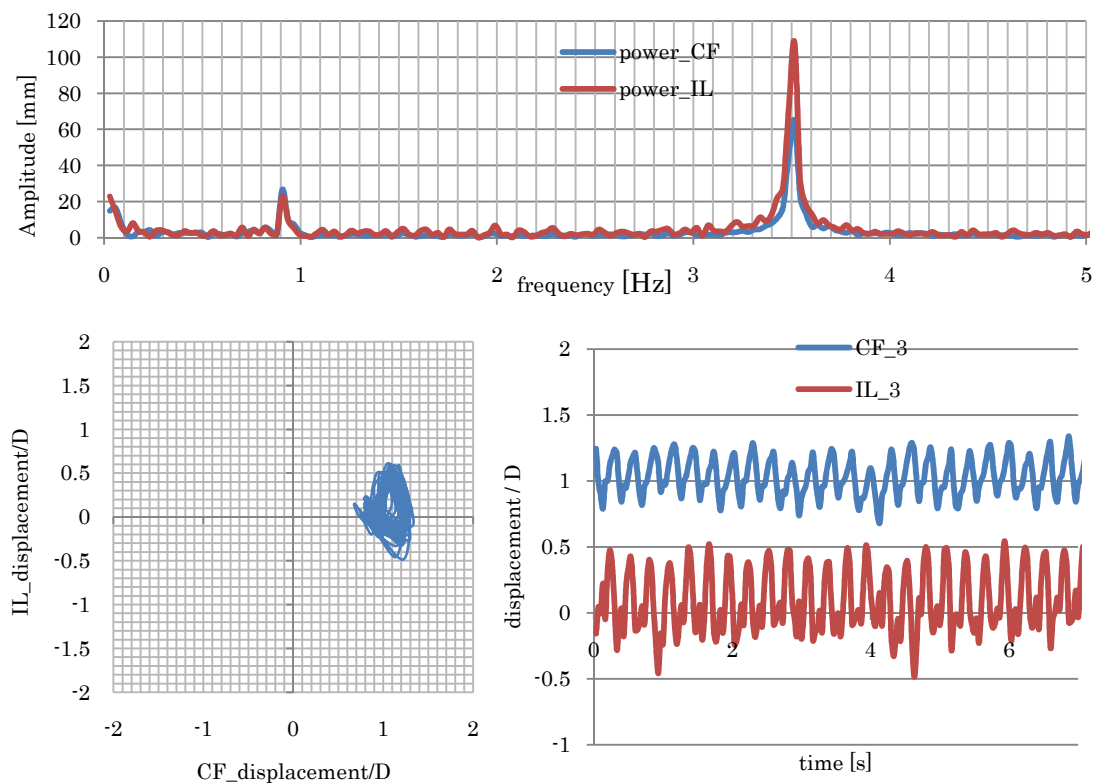 120
100
80
60
40
20
0
Amplitude [mm]
power_CF
power_IL
0 1 2 3 4 5
frequency [Hz]
2
1.5
1
0.5
0
-0.5
-1
-1.5
-2
IL_displacement/D
-2 -1 0 1 2
CF_displacement/D
2
1.5
1
0.5
0
-0.5
-1
displacement / D
CF_3
IL_3
0 2 4 6
time [s]